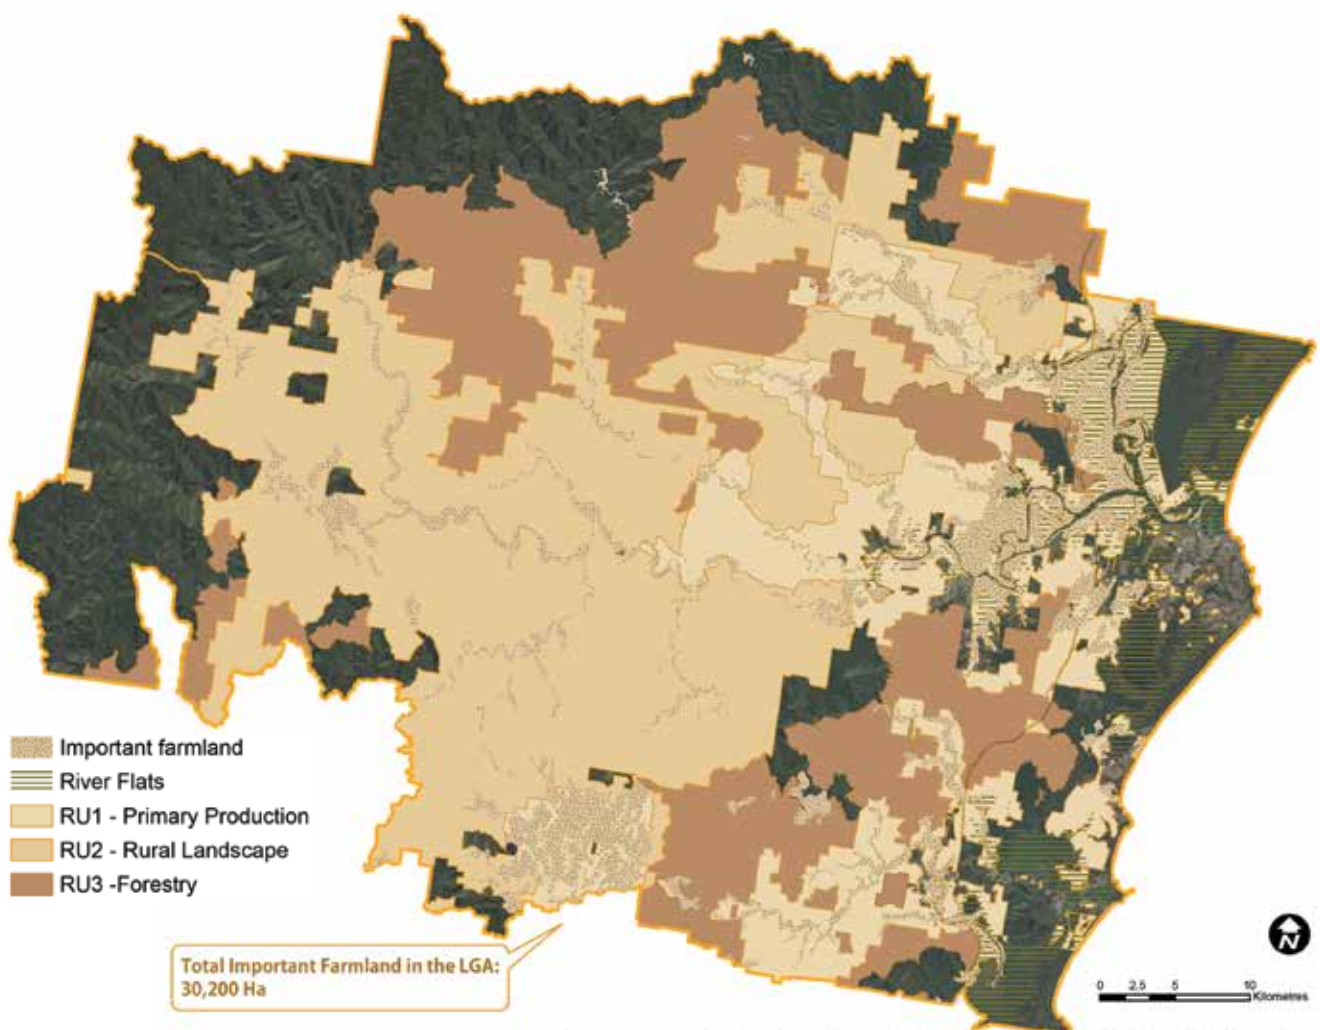 Important farmland
River Flats
RU1 - Primary Production
RU2 - Rural Landscape
RU3 -Forestry
Total Important Farmland in the LGA:
30,200 Ha
N
0 2.5 5 10
Kilometres